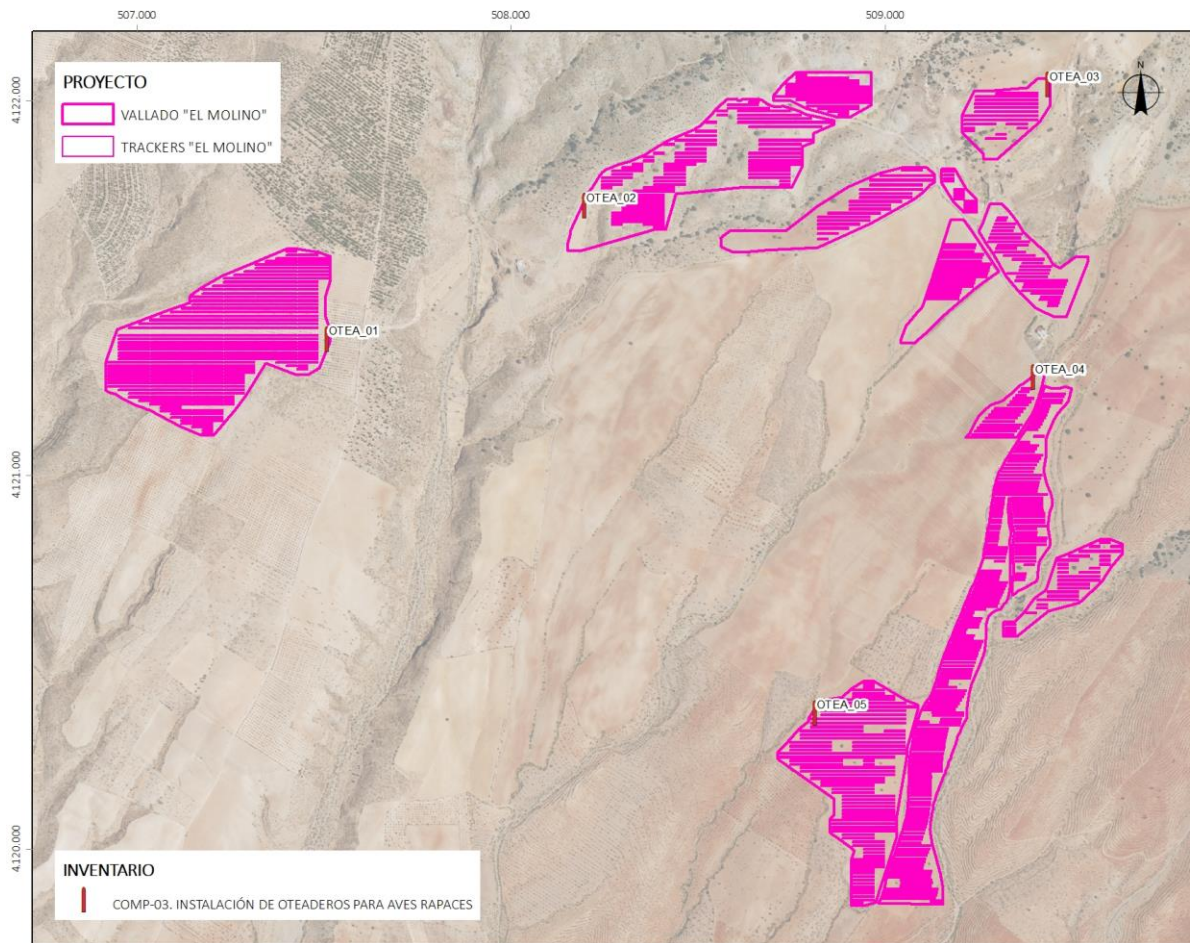 507.000 508.000 509.000
PROYECTO
VALLADO "EL MOLINO"
TRACKERS "EL MOLINO"
N
4.122.000
OTEA_03
OTEA_02
OTEA_01
OTEA_04
4.121.000
OTEA_05
4.120.000
INVENTARIO
COMP-03. INSTALACIÓN DE OTEADEROS PARA AVES RAPACES